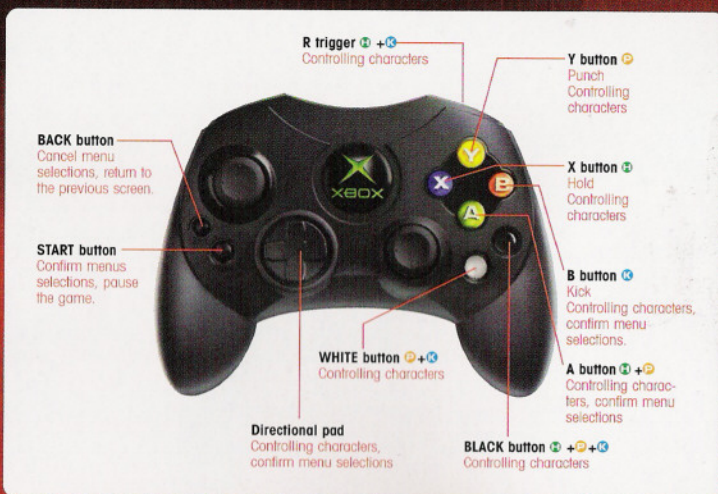 R trigger H + K
Controlling characters
Y button P
Punch
Controlling
characters
BACK button
Cancel menu
selections, return to
the previous screen.
X button H
Hold
Controlling
characters
START button
Confirm menus
selections, pause
the game.
B button K
Kick
Controlling characters,
confirm menu
selections.
WHITE button P + K
Controlling characters
A button H + P
Controlling charac-
ters, confirm menu
selections
Directional pad
Controlling characters,
confirm menu selections
BLACK button H + P + K
Controlling characters
XBOX
Y
X
B
A